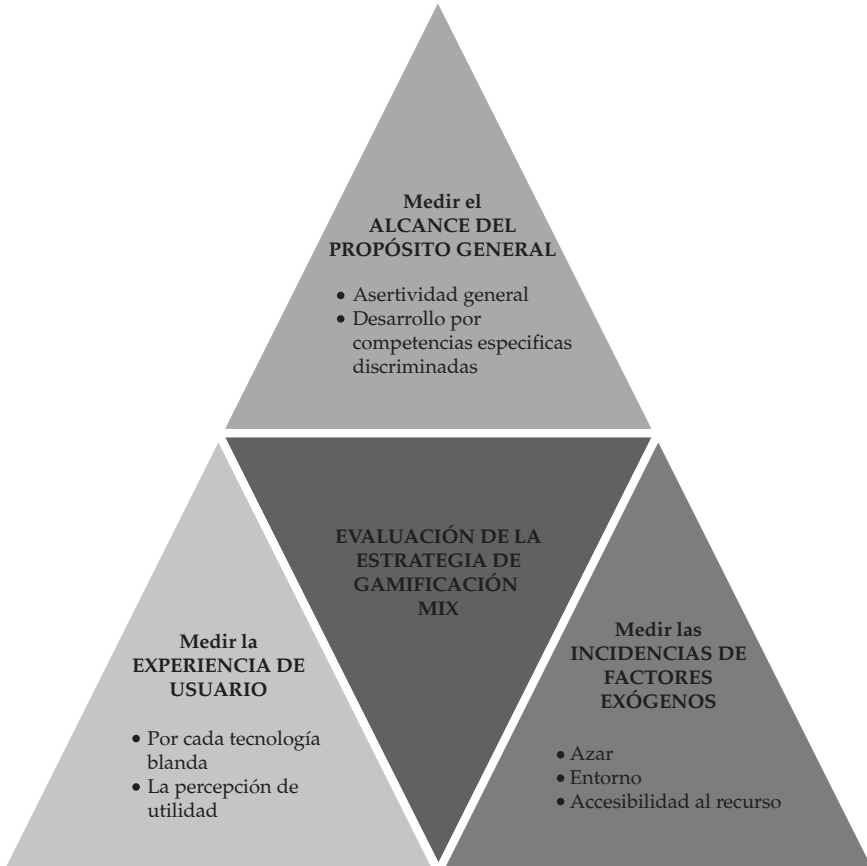 Medir el
ALCANCE DEL
PROPÓSITO GENERAL
• Asertividad general
• Desarrollo por
competencias especificas
discriminadas
EVALUACIÓN DE LA
ESTRATEGIA DE
GAMIFICACIÓN
MIX
Medir la
EXPERIENCIA DE
USUARIO
• Por cada tecnología
blanda
• La percepción de
utilidad
Medir las
INCIDENCIAS DE
FACTORES
EXÓGENOS
• Azar
• Entorno
• Accesibilidad al recurso